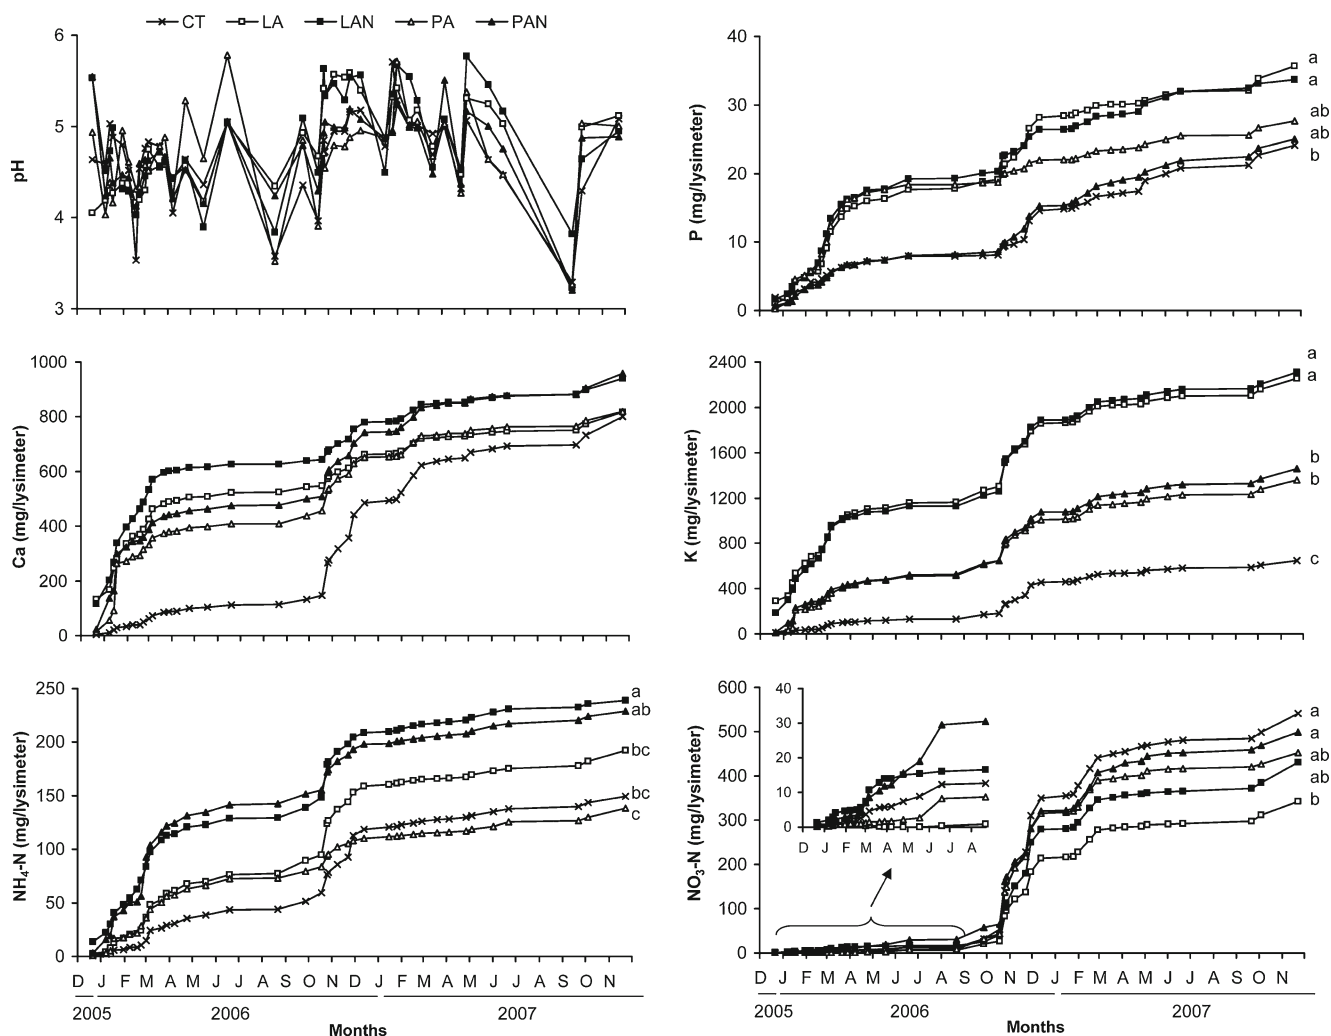 CT LA LAN PA PAN
6
5
4
3
pH
40
30
20
10
0
P (mg/lysimeter)
a
a
ab
ab
b
1000
800
600
400
200
0
Ca (mg/lysimeter)
2400
2000
1600
1200
800
400
0
K (mg/lysimeter)
a
a
b
b
c
250
200
150
100
50
0
NH4-N (mg/lysimeter)
a
ab
bc
bc
c
D J F M A M J J A S O N D J F M A M J J A S O N
2005 2006 2007
Months
600
500
400
300
200
100
0
NO3-N (mg/lysimeter)
40
30
20
10
0
D J F M A M J J A
a
a
ab
ab
b
D J F M A M J J A S O N D J F M A M J J A S O N
2005 2006 2007
Months